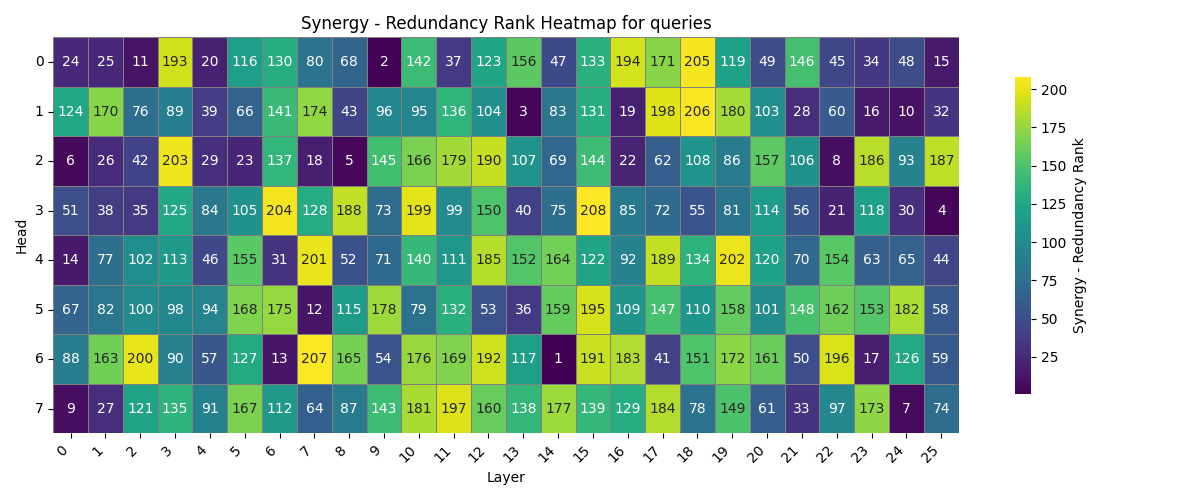 Synergy - Redundancy Rank Heatmap for queries
Head
0 24 25 11 193 20 116 130 80 68 2 142 37 123 156 47 133 194 171 205 119 49 146 45 34 48 15
1 124 170 76 89 39 66 141 174 43 96 95 136 104 3 83 131 19 198 206 180 103 28 60 16 10 32
2 6 26 42 203 29 23 137 18 5 145 166 179 190 107 69 144 22 62 108 86 157 106 8 186 93 187
3 51 38 35 125 84 105 204 128 188 73 199 99 150 40 75 208 85 72 55 81 114 56 21 118 30 4
4 14 77 102 113 46 155 31 201 52 71 140 111 185 152 164 122 92 189 134 202 120 70 154 63 65 44
5 67 82 100 98 94 168 175 12 115 178 79 132 53 36 159 195 109 147 110 158 101 148 162 153 182 58
6 88 163 200 90 57 127 13 207 165 54 176 169 192 117 1 191 183 41 151 172 161 50 196 17 126 59
7 9 27 121 135 91 167 112 64 87 143 181 197 160 138 177 139 129 184 78 149 61 33 97 173 7 74
0 1 2 3 4 5 6 7 8 9 10 11 12 13 14 15 16 17 18 19 20 21 22 23 24 25
Layer
200
175
150
125
100
75
50
25
Synergy - Redundancy Rank